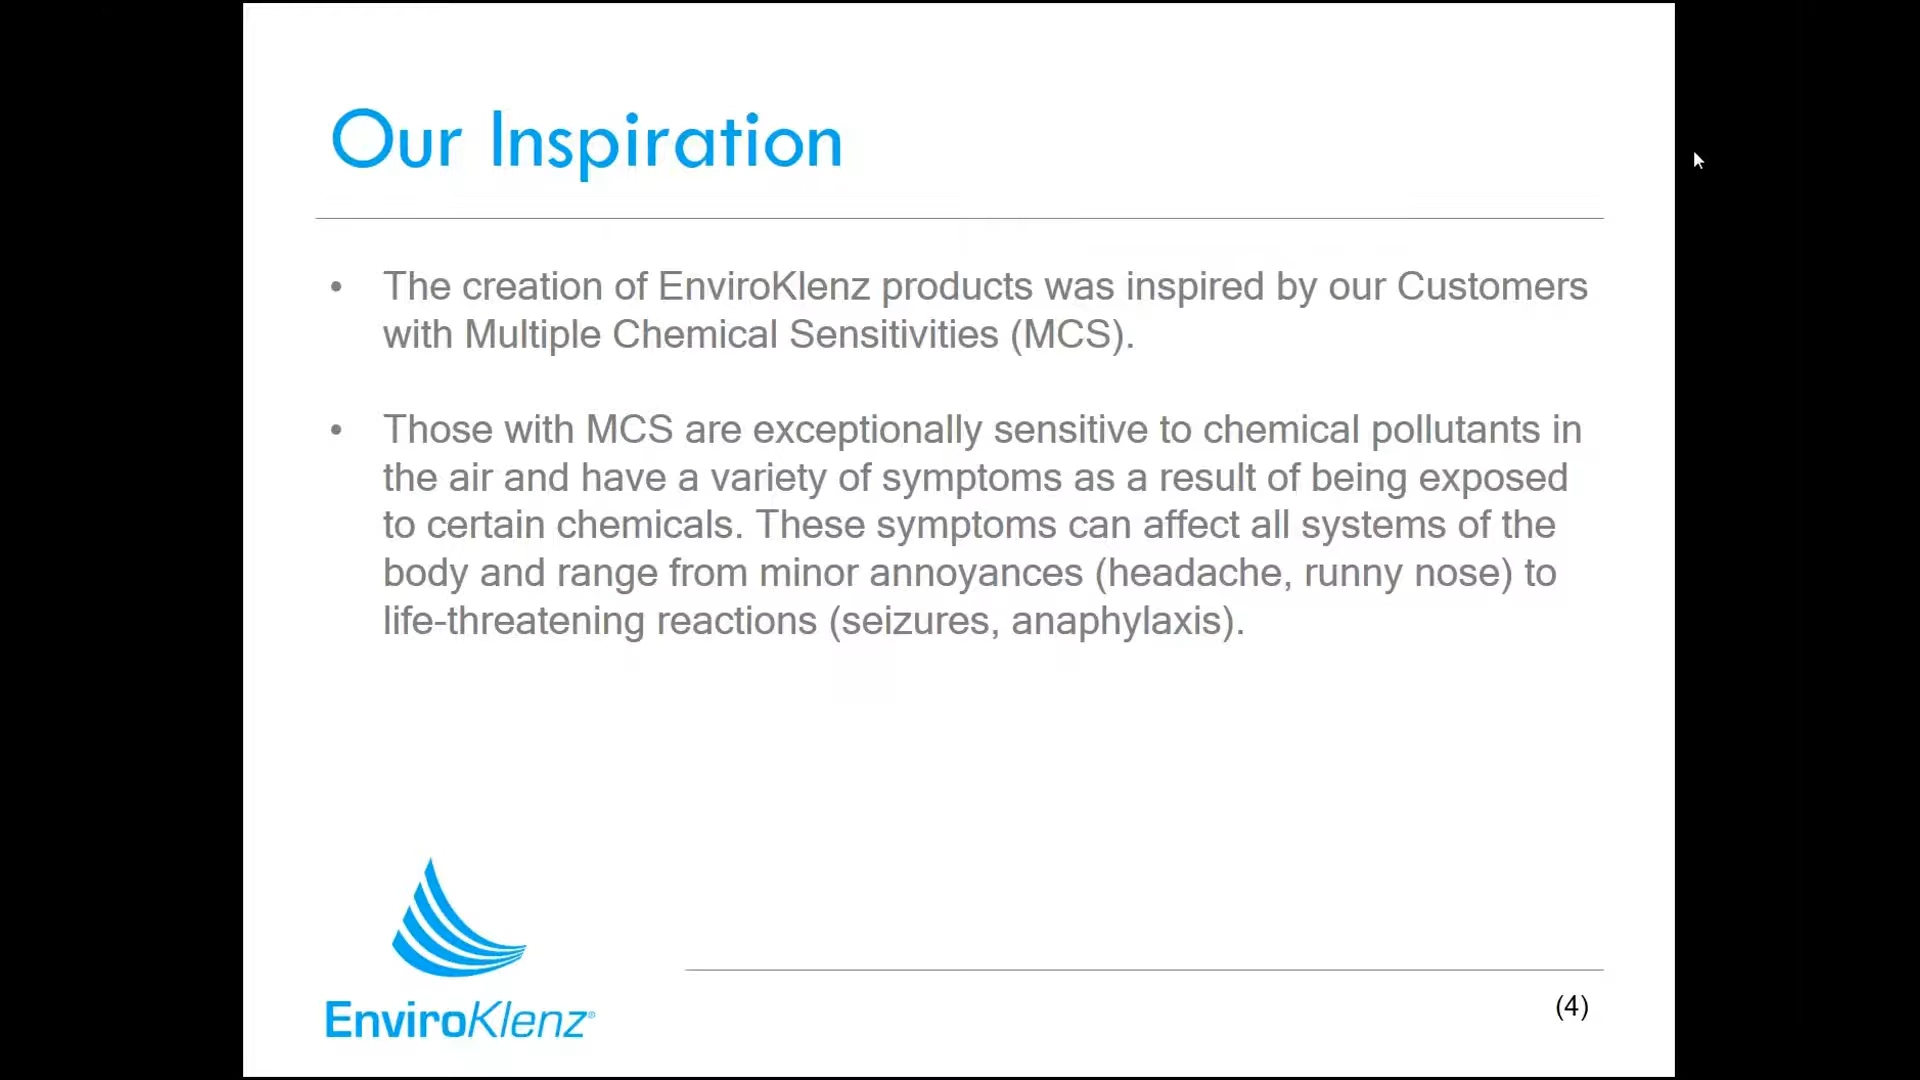 Our Inspiration
• The creation of EnviroKlenz products was inspired by our Customers
with Multiple Chemical Sensitivities (MCS).
• Those with MCS are exceptionally sensitive to chemical pollutants in
the air and have a variety of symptoms as a result of being exposed
to certain chemicals. These symptoms can affect all systems of the
body and range from minor annoyances (headache, runny nose) to
life-threatening reactions (seizures, anaphylaxis).
EnviroKlenz®
(4)